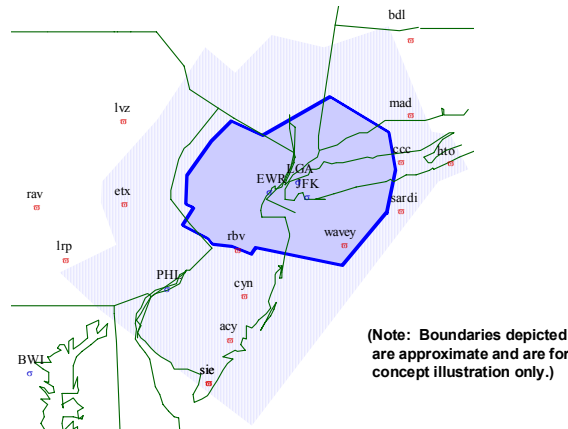 bdl
lvz
mad
ccc
hto
LGA
EWR
JFK
rav
etx
sardi
rbv
wavey
lrp
PHL
cyn
acy
(Note: Boundaries depicted
are approximate and are for
concept illustration only.)
BWI
sie